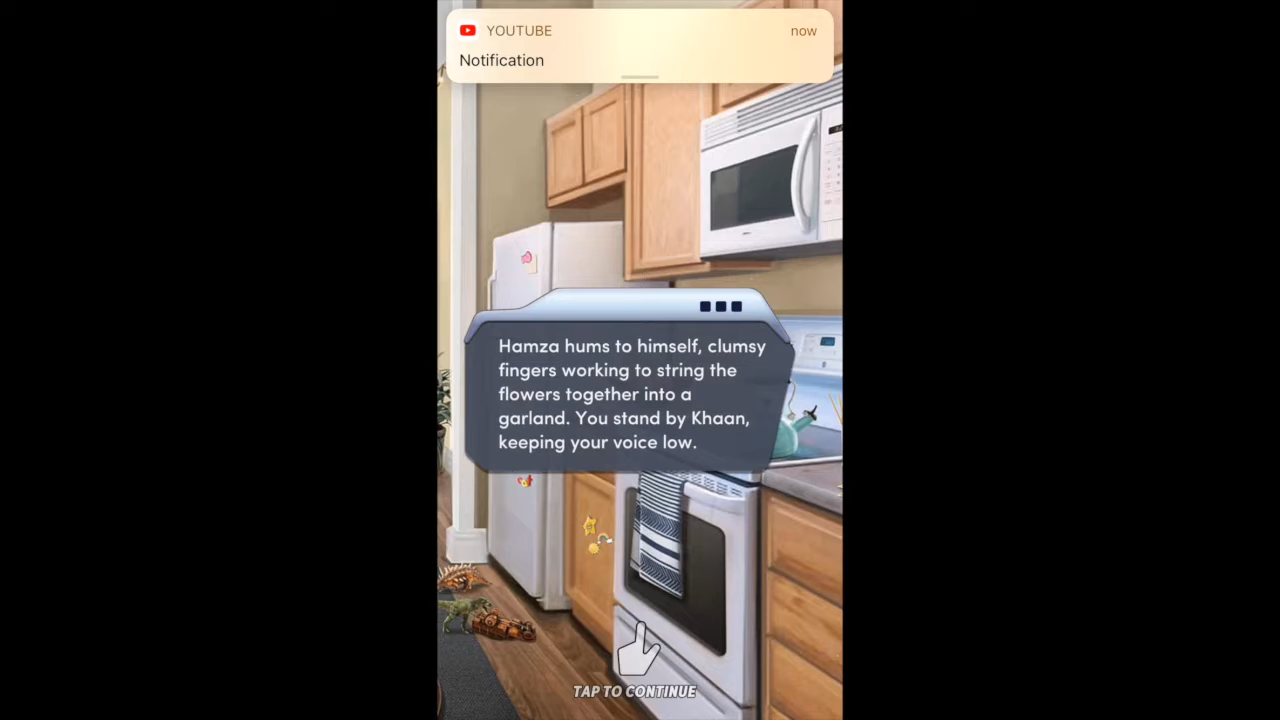 YOUTUBE
now
Notification
Hamza hums to himself, clumsy
fingers working to string the
flowers together into a
garland. You stand by Khaan,
keeping your voice low.
TAP TO CONTINUE